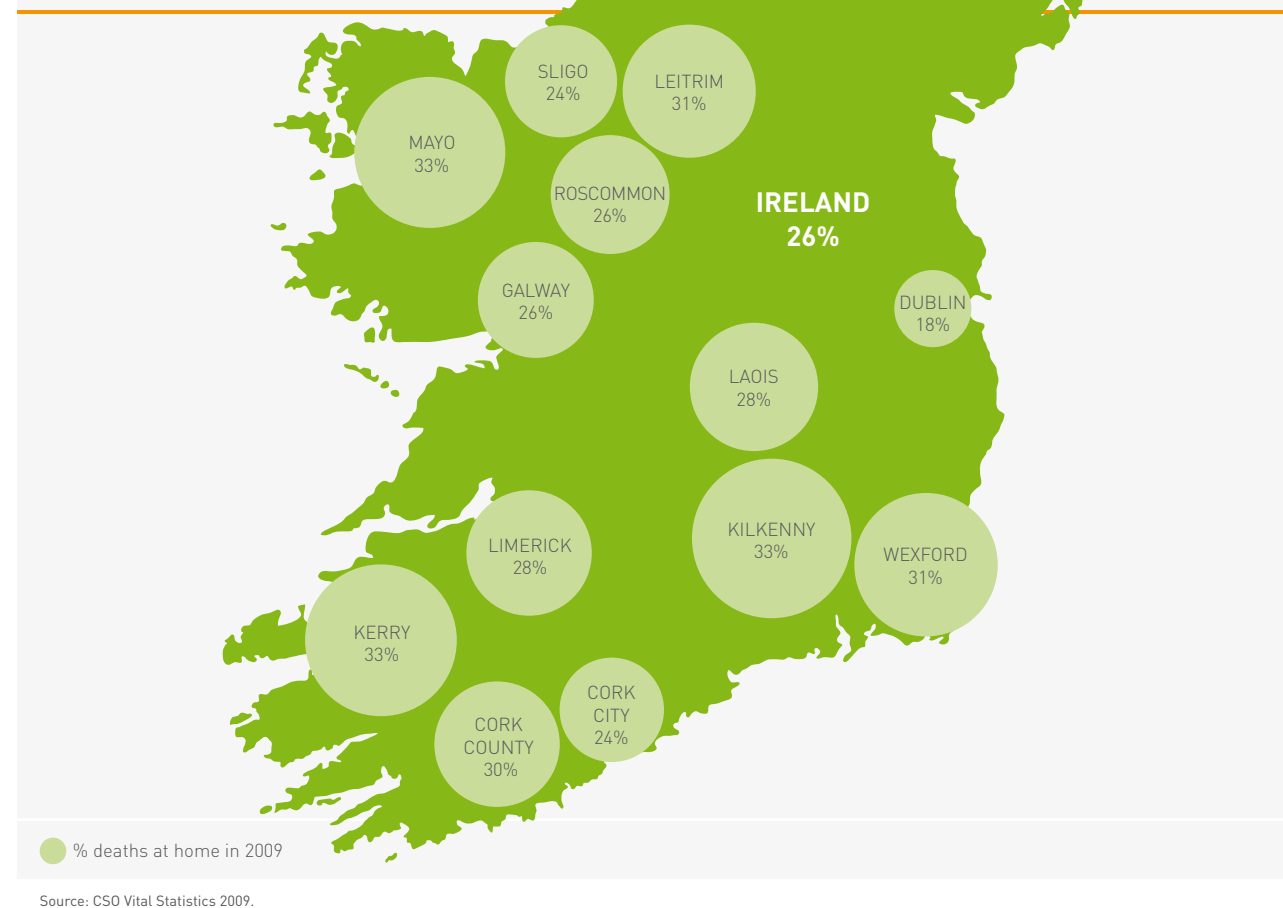 SLIGO
24%
LEITRIM
31%
MAYO
33%
ROSCOMMON
26%
IRELAND
26%
GALWAY
26%
DUBLIN
18%
LAOIS
28%
KILKENNY
33%
LIMERICK
28%
WEXFORD
31%
KERRY
33%
CORK
CITY
24%
CORK
COUNTY
30%
% deaths at home in 2009
Source: CSO Vital Statistics 2009.